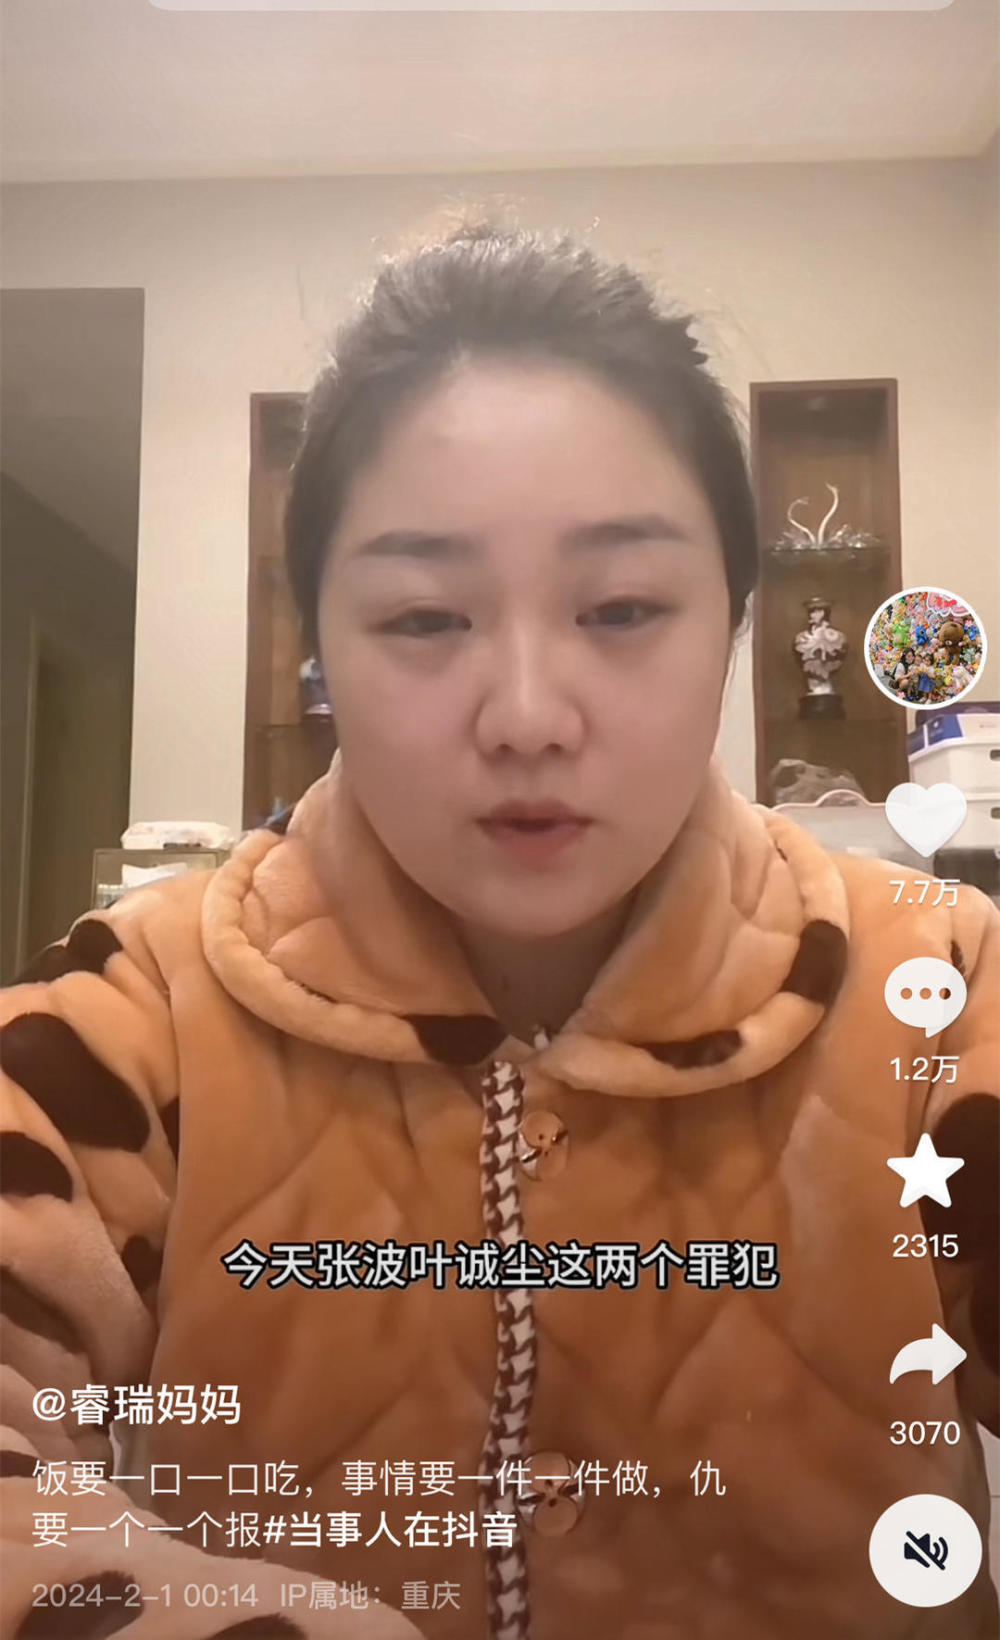 7.7万
1.2万
2315
3070
今天张波叶诚尘这两个罪犯
@睿瑞妈妈
饭要一口一口吃，事情要一件一件做，仇
要一个一个报#当事人在抖音
2024-2-1 00:14 IP属地：重庆